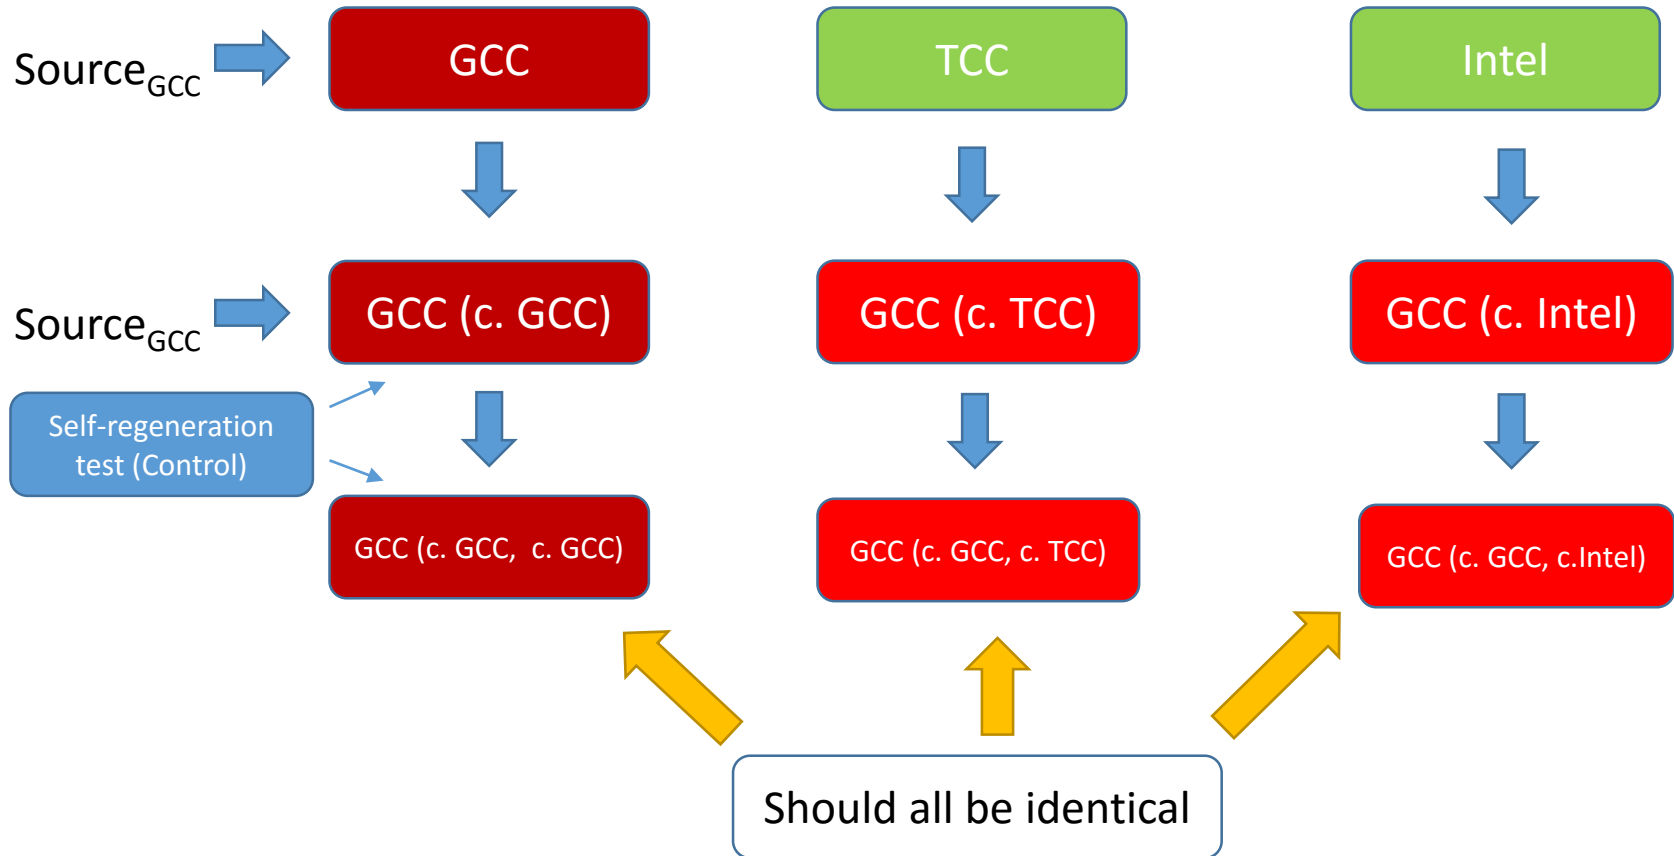 Source_GCC
GCC
TCC
Intel
Source_GCC
GCC (c. GCC)
GCC (c. TCC)
GCC (c. Intel)
Self-regeneration
test (Control)
GCC (c. GCC, c. GCC)
GCC (c. GCC, c. TCC)
GCC (c. GCC, c.Intel)
Should all be identical